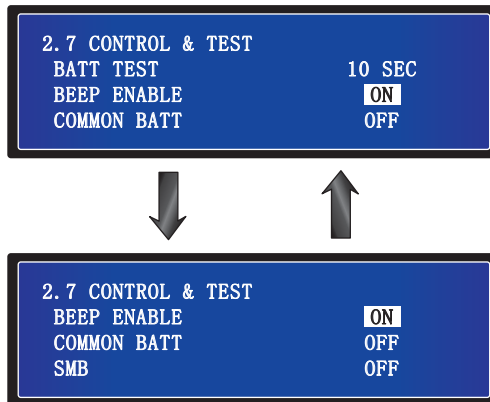 2.7 CONTROL & TEST
BATT TEST 10 SEC
BEEP ENABLE ON
COMMON BATT OFF
2.7 CONTROL & TEST
BEEP ENABLE ON
COMMON BATT OFF
SMB OFF